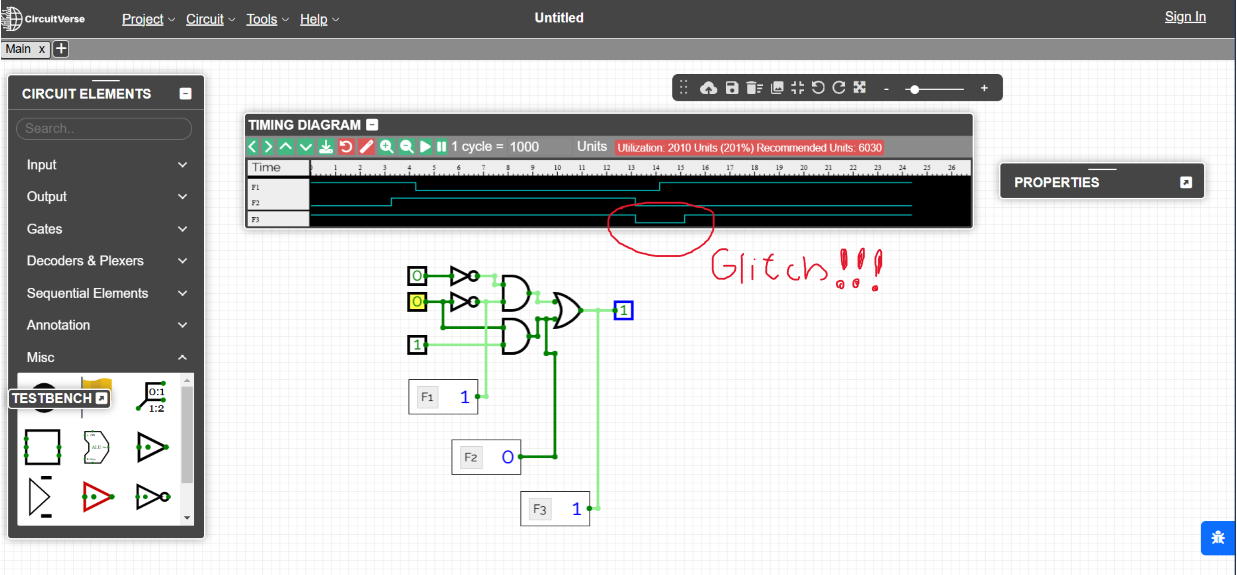 CircuitVerse
Project Circuit Tools Help
Untitled
Sign In
Main x +
CIRCUIT ELEMENTS
Search..
Input
Output
Gates
Decoders & Plexers
Sequential Elements
Annotation
Misc
TESTBENCH
0:1
1:2
ALU
TIMING DIAGRAM
1 cycle = 1000 Units Utilization: 2010 Units (201%) Recommended Units: 6030
Time 0 1 2 3 4 5 6 7 8 9 10 11 12 13 14 15 16 17 18 19 20 21 22 23 24 25 26
F1
F2
F3
Glitch!!!
0
0
1
1
F1 1
F2 0
F3 1
- +
PROPERTIES